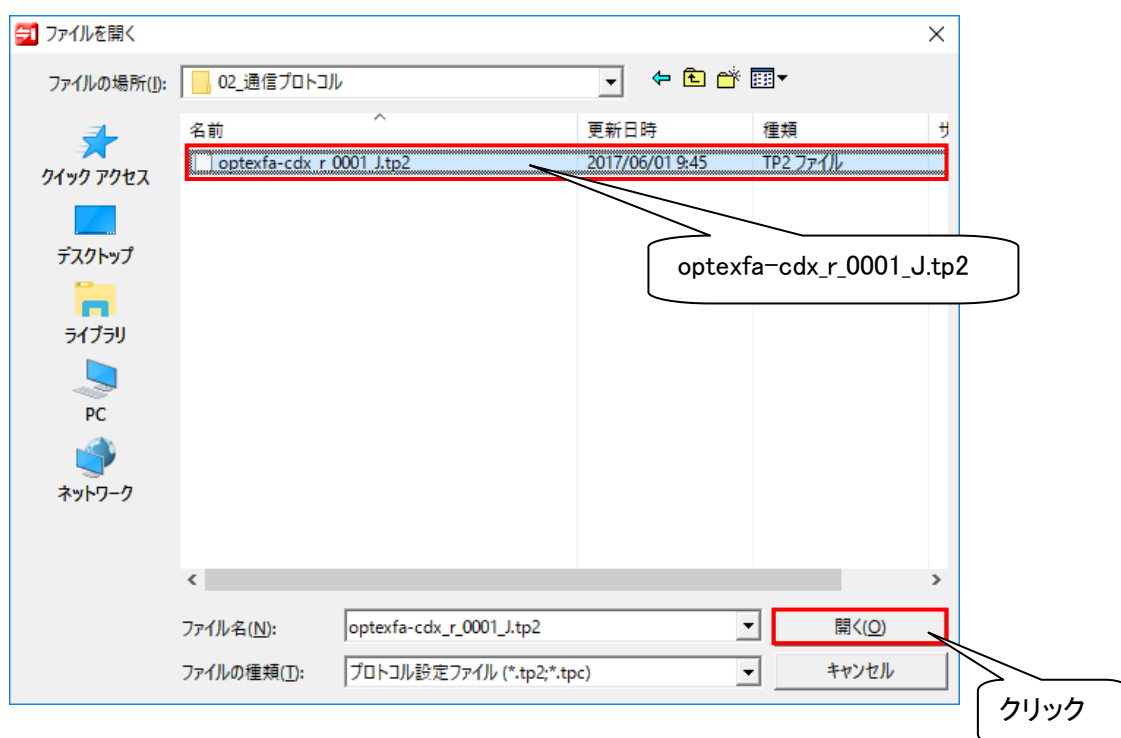 ファイルを開く
ファイルの場所(I):
02_通信プロトコル
名前
更新日時
種類
サ
optexfa-cdx_r_0001_J.tp2
2017/06/01 9:45
TP2 ファイル
クイック アクセス
デスクトップ
ライブラリ
PC
ネットワーク
optexfa-cdx_r_0001_J.tp2
ファイル名(N):
optexfa-cdx_r_0001_J.tp2
開く(O)
ファイルの種類(T):
プロトコル設定ファイル (*.tp2;*.tpc)
キャンセル
クリック